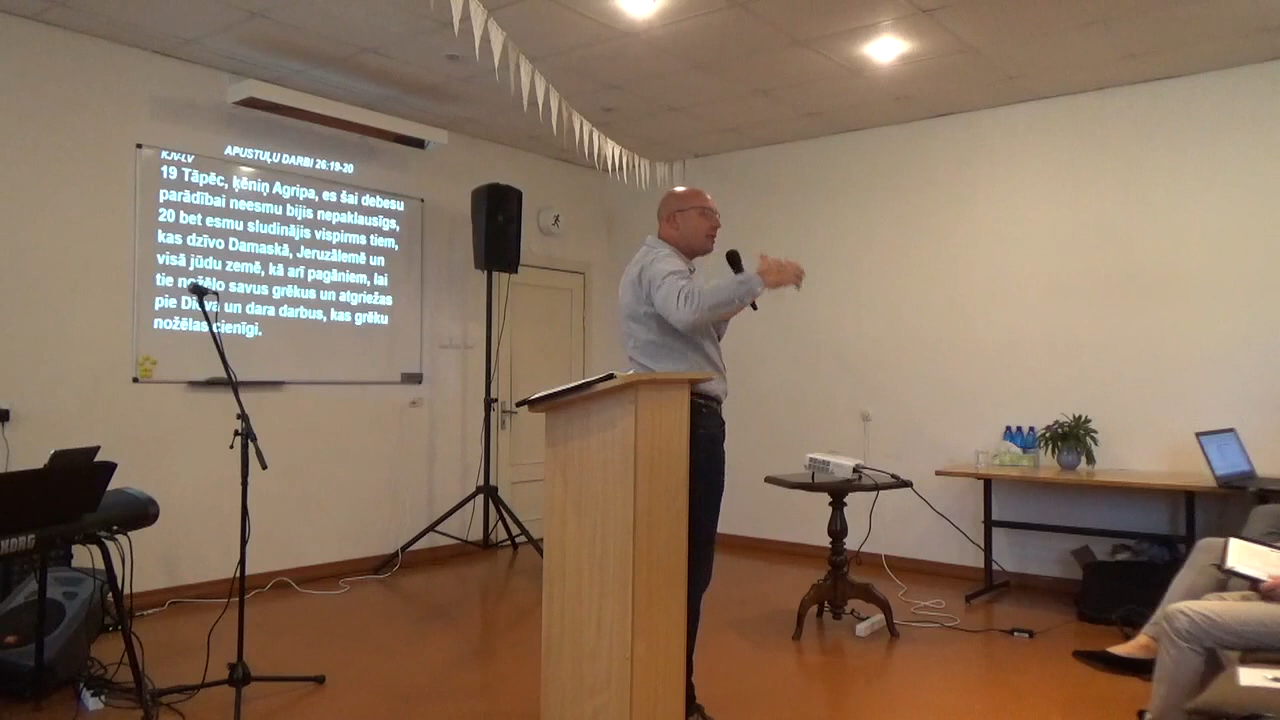 KJV-LV
APUSTUĻU DARBI 26:19-20
19 Tāpēc, ķēniņ Agripa, es šai debesu
parādībai neesmu bijis nepaklausīgs,
20 bet esmu sludinājis vispirms tiem,
kas dzīvo Damaskā, Jeruzālemē un
visā jūdu zemē, kā arī pagāniem, lai
tie nožēlo savus grēkus un atgriežas
pie Dieva un dara darbus, kas grēku
nožēlas cienīgi.
KORG